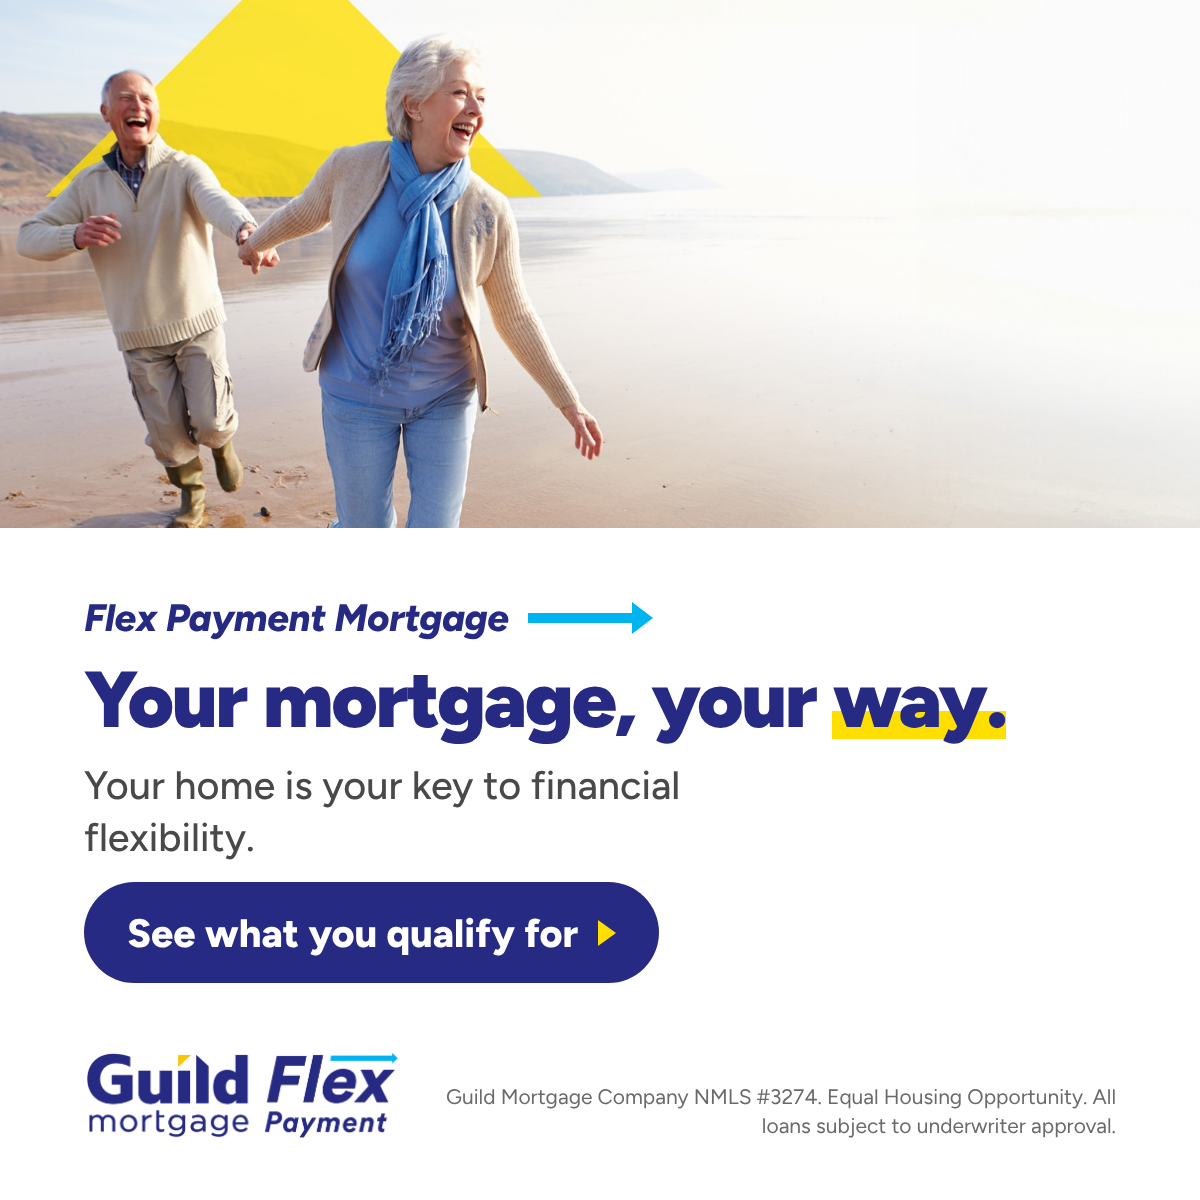 Flex Payment Mortgage
Your mortgage, your way.
Your home is your key to financial
flexibility.
See what you qualify for
Guild Flex
mortgage Payment
Guild Mortgage Company NMLS #3274. Equal Housing Opportunity. All
loans subject to underwriter approval.